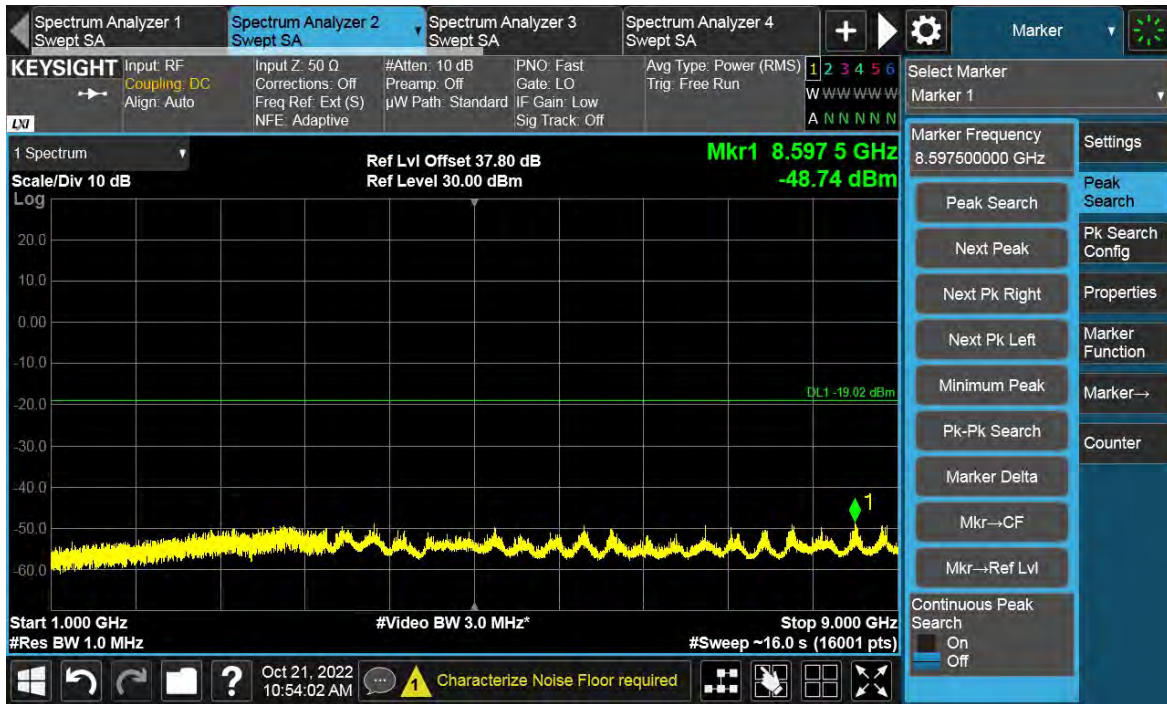 Spectrum Analyzer 1
Swept SA
Spectrum Analyzer 2
Swept SA
Spectrum Analyzer 3
Swept SA
Spectrum Analyzer 4
Swept SA
+
Marker
KEYSIGHT
LXI
Input: RF
Coupling: DC
Align: Auto
Input Z: 50 Ω
Corrections: Off
Freq Ref: Ext (S)
NFE: Adaptive
#Atten: 10 dB
Preamp: Off
µW Path: Standard
PNO: Fast
Gate: LO
IF Gain: Low
Sig Track: Off
Avg Type: Power (RMS)
Trig: Free Run
1 2 3 4 5 6
W W W W W W
A N N N N N
Select Marker
Marker 1
1 Spectrum
Scale/Div 10 dB
Log
Ref Lvl Offset 37.80 dB
Ref Level 30.00 dBm
Mkr1 8.597 5 GHz
-48.74 dBm
20.0
10.0
0.00
-10.0
-20.0
-30.0
-40.0
-50.0
-60.0
DL1 -19.02 dBm
1
Start 1.000 GHz
#Res BW 1.0 MHz
#Video BW 3.0 MHz*
Stop 9.000 GHz
#Sweep ~16.0 s (16001 pts)
Marker Frequency
8.597500000 GHz
Peak Search
Next Peak
Next Pk Right
Next Pk Left
Minimum Peak
Pk-Pk Search
Marker Delta
Mkr→CF
Mkr→Ref Lvl
Continuous Peak
Search
On
Off
Settings
Peak
Search
Pk Search
Config
Properties
Marker
Function
Marker→
Counter
?
Oct 21, 2022
10:54:02 AM
1
Characterize Noise Floor required